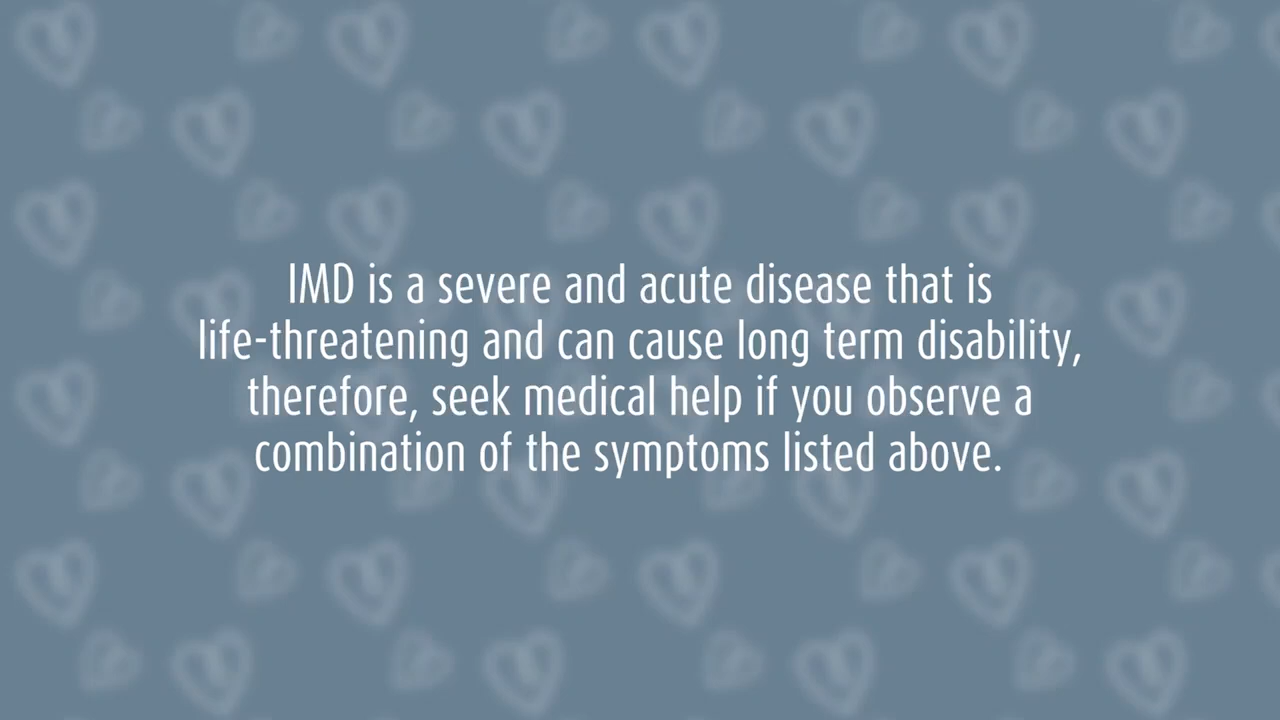 IMD is a severe and acute disease that is
life-threatening and can cause long term disability,
therefore, seek medical help if you observe a
combination of the symptoms listed above.